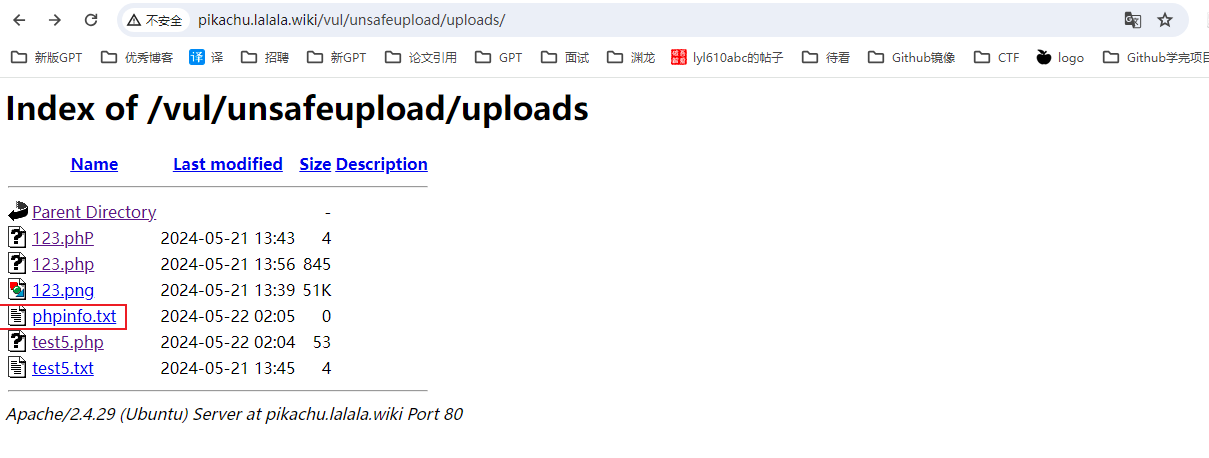 不安全 pikachu.lalala.wiki/vul/unsafeupload/uploads/
新版GPT 优秀博客 译 译 招聘 新GPT 论文引用 GPT 面试 渊龙 lyl610abc的帖子 待看 Github镜像 CTF logo Github学完项目
Index of /vul/unsafeupload/uploads
Name Last modified Size Description
Parent Directory -
123.phP 2024-05-21 13:43 4
123.php 2024-05-21 13:56 845
123.png 2024-05-21 13:39 51K
phpinfo.txt 2024-05-22 02:05 0
test5.php 2024-05-22 02:04 53
test5.txt 2024-05-21 13:45 4
Apache/2.4.29 (Ubuntu) Server at pikachu.lalala.wiki Port 80